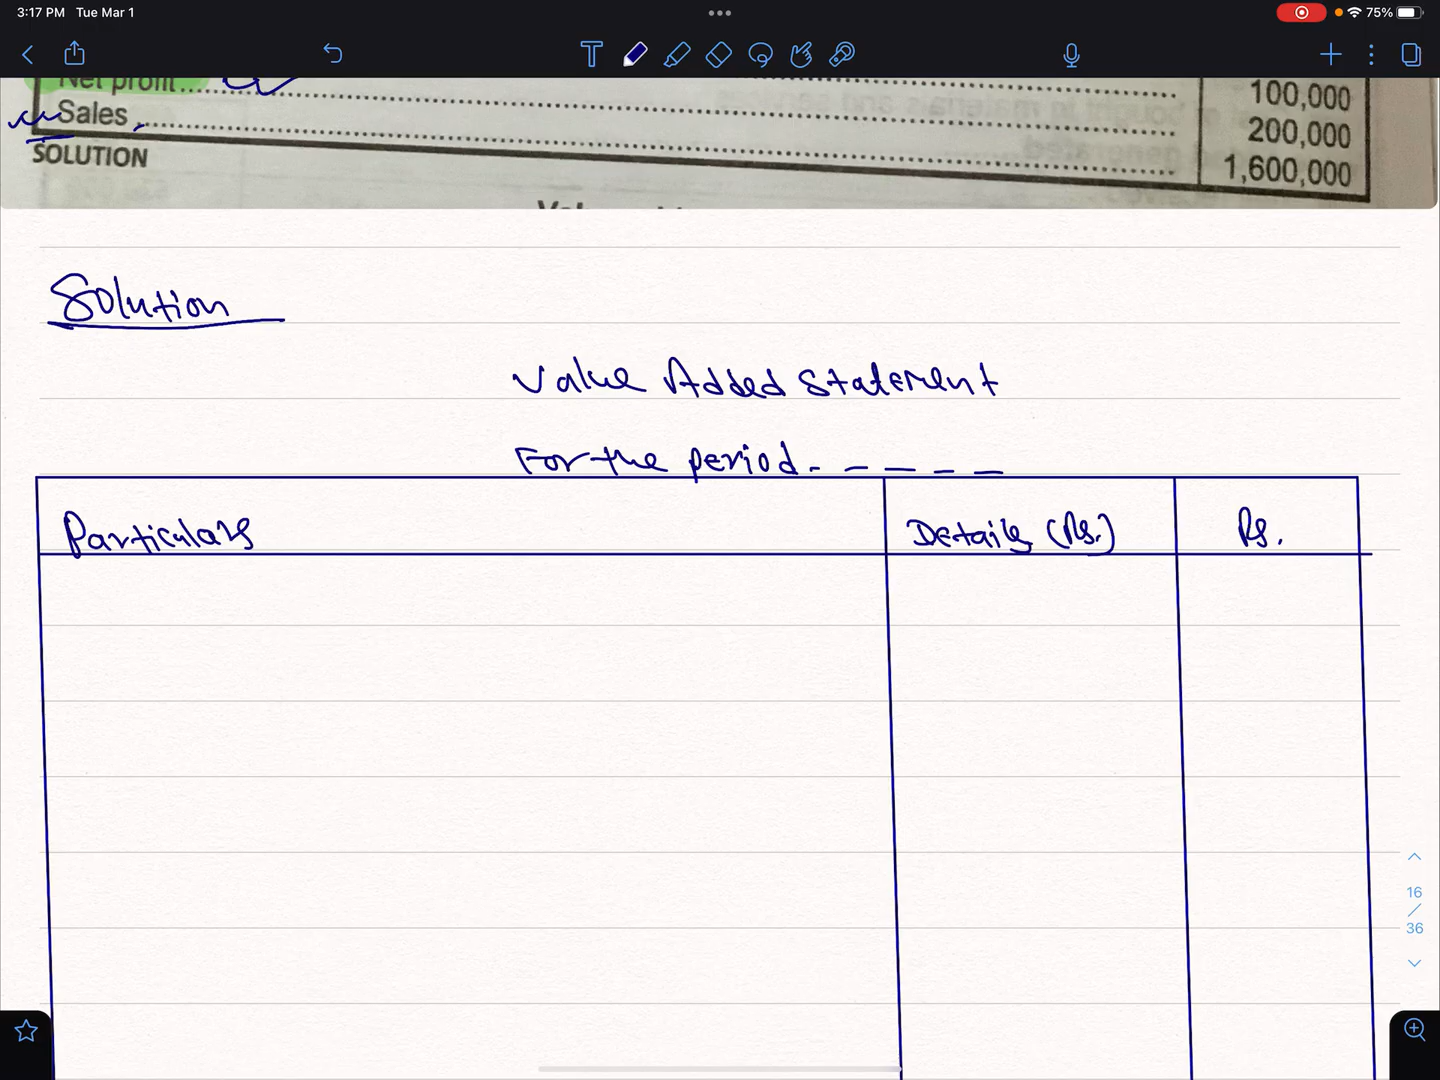 3:17 PM Tue Mar 1
75%
Net profit 100,000
Sales 200,000
1,600,000
SOLUTION
Solution
Value Added Statement
For the period - - - - -
Particulars Details (Rs.) Rs.
16
/
36